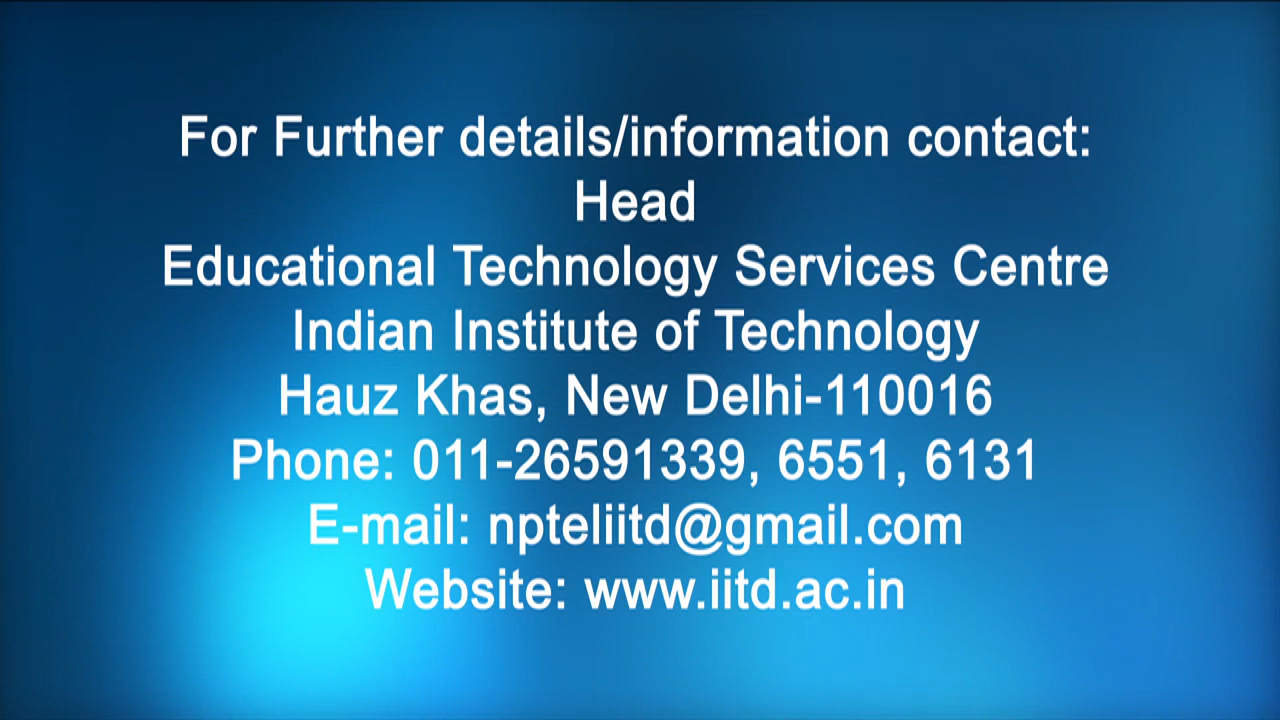 For Further details/information contact:
Head
Educational Technology Services Centre
Indian Institute of Technology
Hauz Khas, New Delhi-110016
Phone: 011-26591339, 6551, 6131
E-mail: npteliitd@gmail.com
Website: www.iitd.ac.in